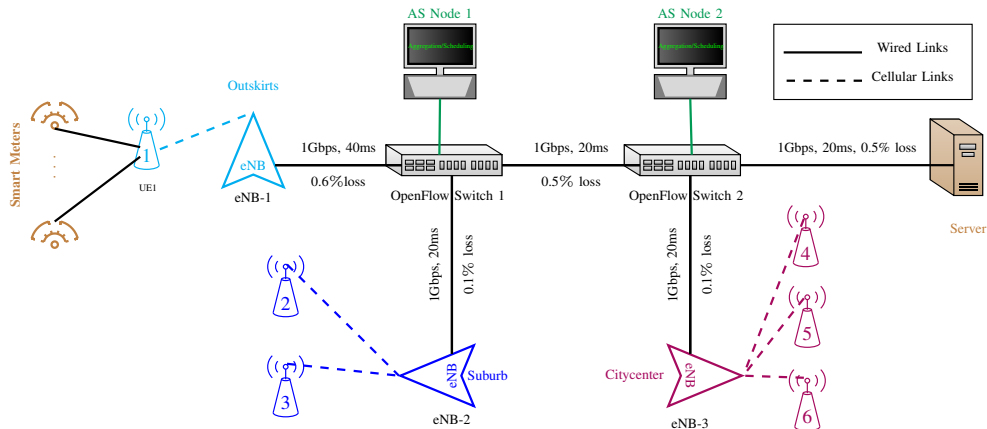 AS Node 1
AS Node 2
Aggregation/Scheduling
Aggregation/Scheduling
Wired Links
Cellular Links
Outskirts
Smart Meters
1
UE1
eNB
eNB-1
1Gbps, 40ms
0.6%loss
OpenFlow Switch 1
1Gbps, 20ms
0.5% loss
OpenFlow Switch 2
1Gbps, 20ms, 0.5% loss
Server
1Gbps, 20ms
0.1% loss
1Gbps, 20ms
0.1% loss
2
3
eNB
Suburb
eNB-2
Citycenter
eNB
eNB-3
4
5
6